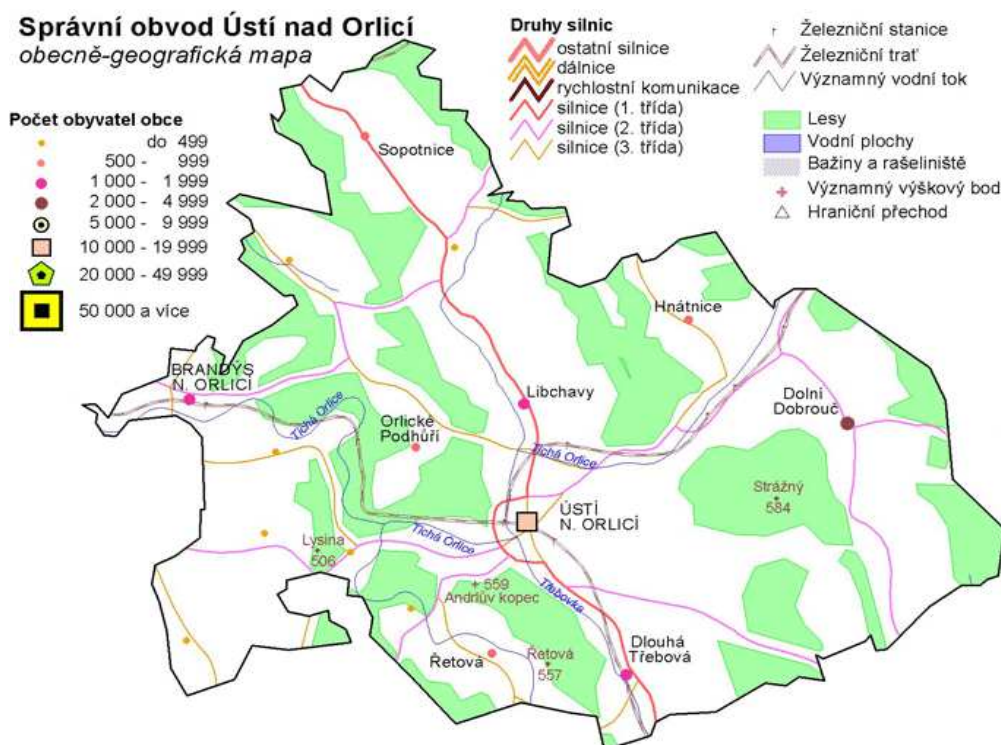 Správní obvod Ústí nad Orlicí
obecně-geografická mapa
Počet obyvatel obce
do 499
500 - 999
1 000 - 1 999
2 000 - 4 999
5 000 - 9 999
10 000 - 19 999
20 000 - 49 999
50 000 a více
Druhy silnic
ostatní silnice
dálnice
rychlostní komunikace
silnice (1. třída)
silnice (2. třída)
silnice (3. třída)
Železniční stanice
Železniční trať
Významný vodní tok
Lesy
Vodní plochy
Bažiny a rašeliniště
Významný výškový bod
Hraniční přechod
Sopotnice
Hnátnice
BRANDÝS
N. ORLICÍ
Libchavy
Dolní
Dobrouč
Tichá Orlice
Orlické
Podhůří
Tichá Orlice
Strážný
584
ÚSTÍ
N. ORLICÍ
Tichá Orlice
Lysina
506
559
Andrlův kopec
Třebovka
Dlouhá
Třebová
Řetová
Řetová
557